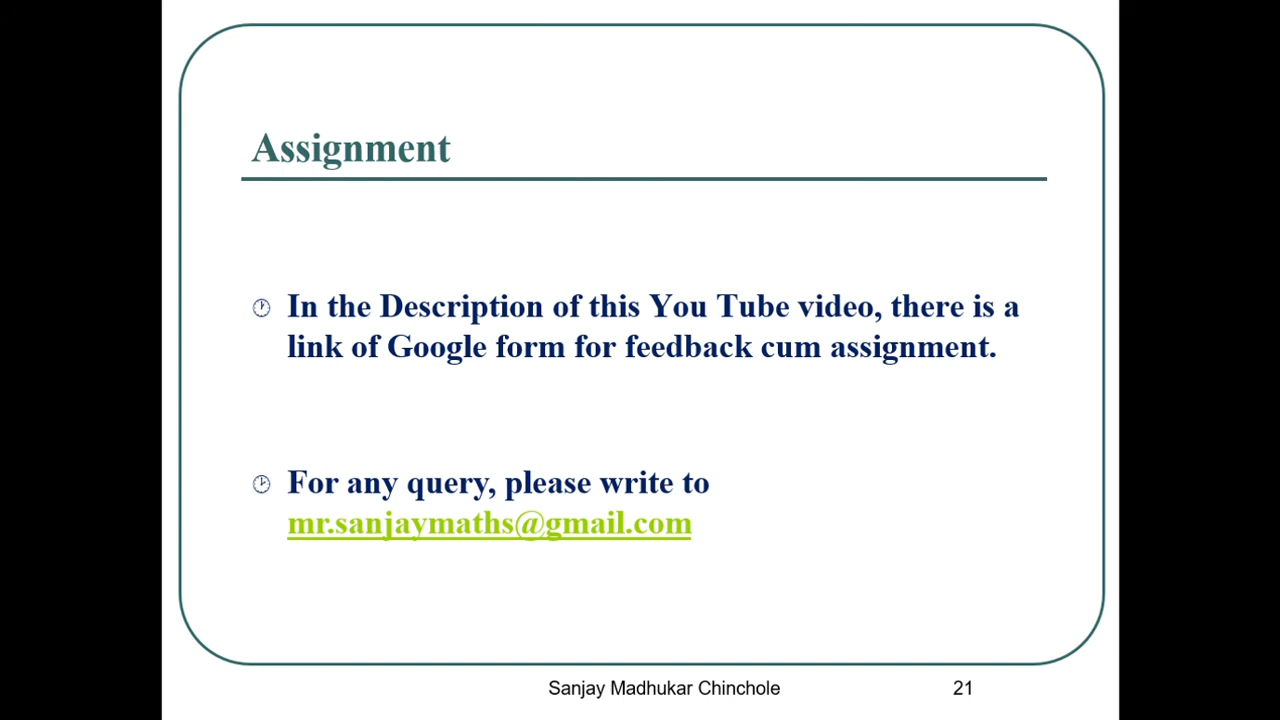 Assignment
In the Description of this You Tube video, there is a
link of Google form for feedback cum assignment.
For any query, please write to
mr.sanjaymaths@gmail.com
Sanjay Madhukar Chinchole
21